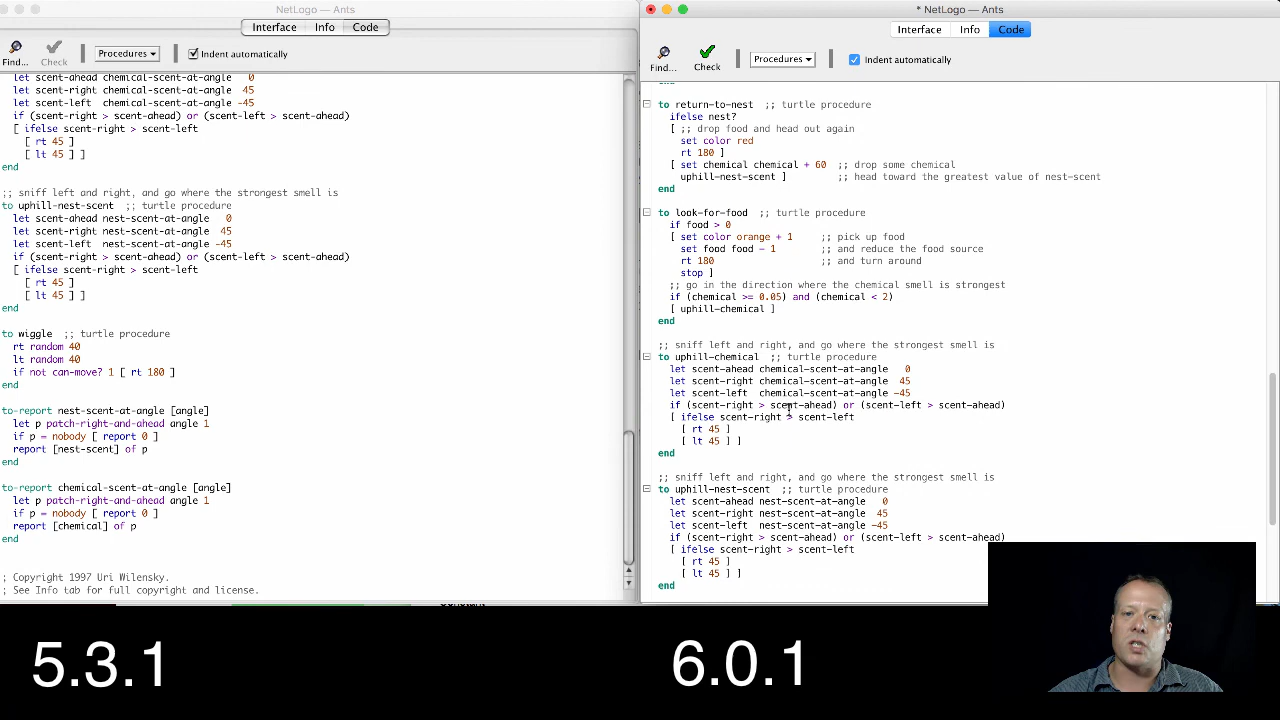 NetLogo — Ants
Interface Info Code
Find... Check Procedures Indent automatically
let scent-ahead chemical-scent-at-angle   0
let scent-right chemical-scent-at-angle  45
let scent-left  chemical-scent-at-angle -45
if (scent-right > scent-ahead) or (scent-left > scent-ahead)
[ ifelse scent-right > scent-left
[ rt 45 ]
[ lt 45 ] ]
end
;; sniff left and right, and go where the strongest smell is
to uphill-nest-scent  ;; turtle procedure
let scent-ahead nest-scent-at-angle   0
let scent-right nest-scent-at-angle  45
let scent-left  nest-scent-at-angle -45
if (scent-right > scent-ahead) or (scent-left > scent-ahead)
[ ifelse scent-right > scent-left
[ rt 45 ]
[ lt 45 ] ]
end
to wiggle  ;; turtle procedure
rt random 40
lt random 40
if not can-move? 1 [ rt 180 ]
end
to-report nest-scent-at-angle [angle]
let p patch-right-and-ahead angle 1
if p = nobody [ report 0 ]
report [nest-scent] of p
end
to-report chemical-scent-at-angle [angle]
let p patch-right-and-ahead angle 1
if p = nobody [ report 0 ]
report [chemical] of p
end
; Copyright 1997 Uri Wilensky.
; See Info tab for full copyright and license.
5.3.1
* NetLogo — Ants
Interface Info Code
Find... Check Procedures Indent automatically
to return-to-nest  ;; turtle procedure
ifelse nest?
[ ;; drop food and head out again
set color red
rt 180 ]
[ set chemical chemical + 60  ;; drop some chemical
uphill-nest-scent ]         ;; head toward the greatest value of nest-scent
end
to look-for-food  ;; turtle procedure
if food > 0
[ set color orange + 1     ;; pick up food
set food food - 1        ;; and reduce the food source
rt 180                   ;; and turn around
stop ]
;; go in the direction where the chemical smell is strongest
if (chemical >= 0.05) and (chemical < 2)
[ uphill-chemical ]
end
;; sniff left and right, and go where the strongest smell is
to uphill-chemical  ;; turtle procedure
let scent-ahead chemical-scent-at-angle   0
let scent-right chemical-scent-at-angle  45
let scent-left  chemical-scent-at-angle -45
if (scent-right > scent-ahead) or (scent-left > scent-ahead)
[ ifelse scent-right > scent-left
[ rt 45 ]
[ lt 45 ] ]
end
;; sniff left and right, and go where the strongest smell is
to uphill-nest-scent  ;; turtle procedure
let scent-ahead nest-scent-at-angle   0
let scent-right nest-scent-at-angle  45
let scent-left  nest-scent-at-angle -45
if (scent-right > scent-ahead) or (scent-left > scent-ahead)
[ ifelse scent-right > scent-left
[ rt 45 ]
[ lt 45 ] ]
end
6.0.1